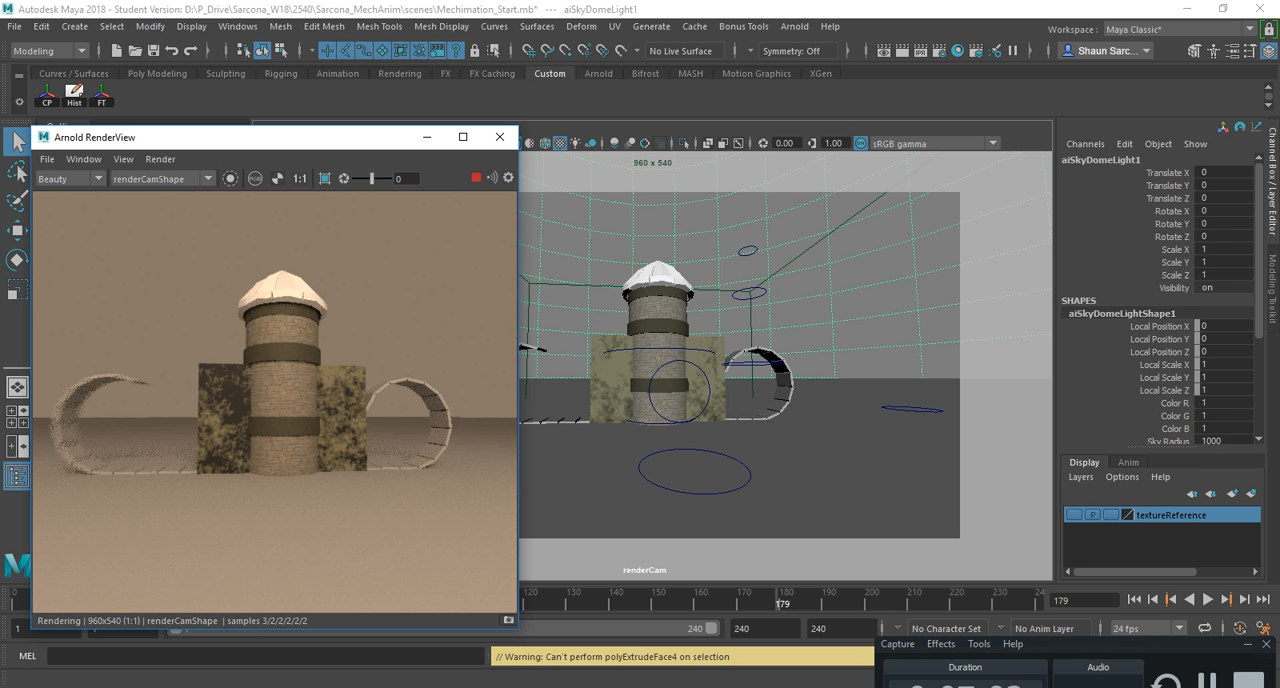 Autodesk Maya 2018 - Student Version: D:\P_Drive\Sarcona_W18\2540\Sarcona_MechAnim\scenes\Mechimation_Start.mb* --- aiSkyDomeLight1
File Edit Create Select Modify Display Windows Mesh Edit Mesh Mesh Tools Mesh Display Curves Surfaces Deform UV Generate Cache Bonus Tools Arnold Help
Workspace : Maya Classic*
Modeling
No Live Surface
Symmetry: Off
Shaun Sarc...
Curves / Surfaces Poly Modeling Sculpting Rigging Animation Rendering FX FX Caching Custom Arnold Bifrost MASH Motion Graphics XGen
CP Hist FT
Arnold RenderView
File Window View Render
Beauty renderCamShape 1:1 0
Rendering | 960x540 (1:1) | renderCamShape | samples 3/2/2/2/2/2
0.00 1.00 sRGB gamma
960 x 540
renderCam
Channels Edit Object Show
aiSkyDomeLight1
Translate X 0
Translate Y 0
Translate Z 0
Rotate X 0
Rotate Y 0
Rotate Z 0
Scale X 1
Scale Y 1
Scale Z 1
Visibility on
SHAPES
aiSkyDomeLightShape1
Local Position X 0
Local Position Y 0
Local Position Z 0
Local Scale X 1
Local Scale Y 1
Local Scale Z 1
Color R 1
Color G 1
Color B 1
Sky Radius 1000
Channel Box / Layer Editor
Modeling Toolkit
Display Anim
Layers Options Help
P textureReference
0 120 130 140 150 160 170 180 190 200 210 220 230 24
179
179
1 240 240 240 No Character Set No Anim Layer 24 fps
MEL
// Warning: Can't perform polyExtrudeFace4 on selection
Capture Effects Tools Help
Duration Audio